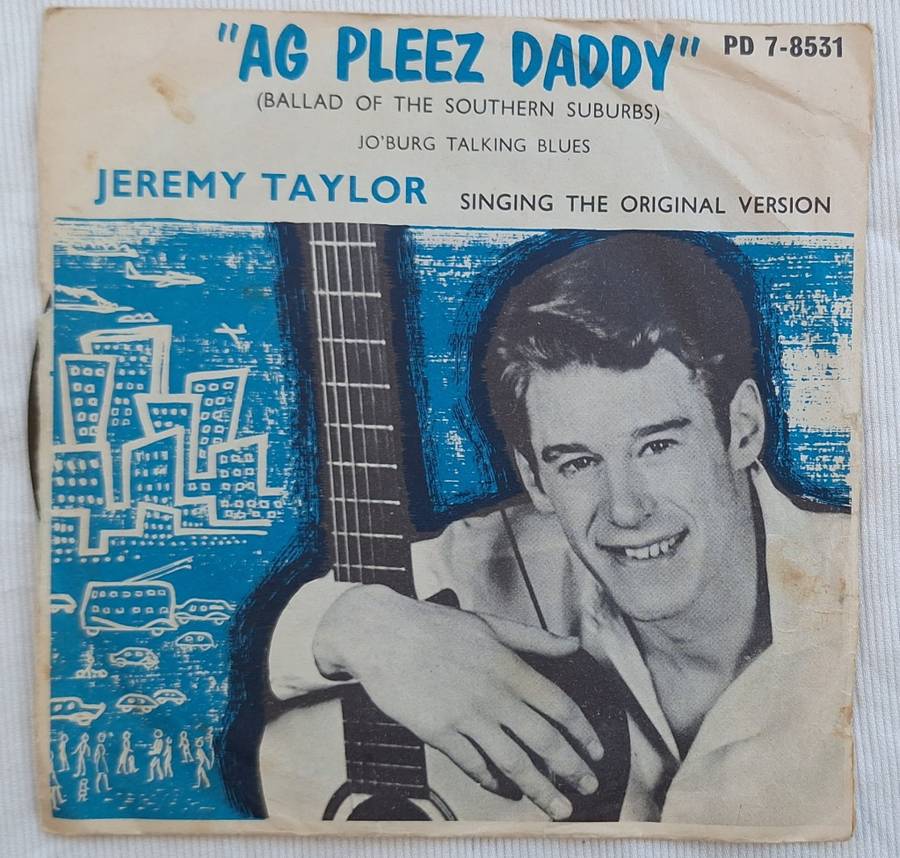 "AG PLEEZ DADDY" PD 7-8531
(BALLAD OF THE SOUTHERN SUBURBS)
JO'BURG TALKING BLUES
JEREMY TAYLOR SINGING THE ORIGINAL VERSION